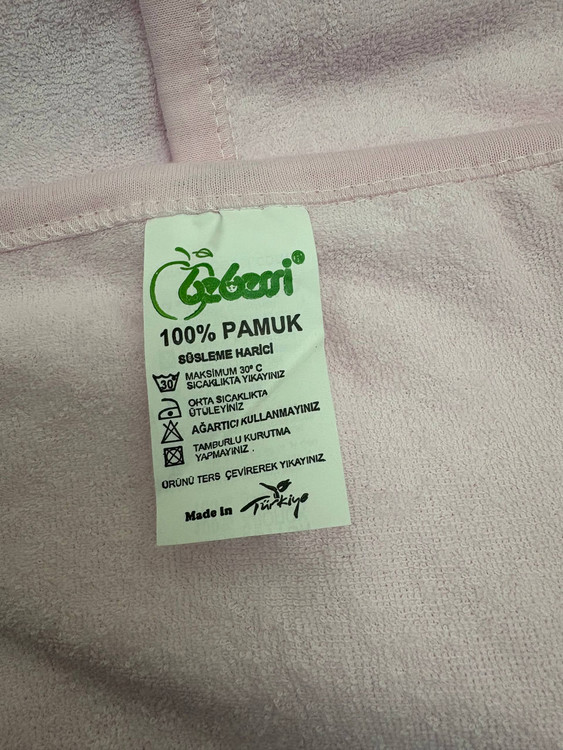 bebessi®
100% PAMUK
SÜSLEME HARİCİ
30
MAKSIMUM 30° C
SICAKLIKTA YIKAYINIZ
ORTA SICAKLIKTA
ÜTÜLEYİNİZ
AĞARTICI KULLANMAYINIZ
TAMBURLU KURUTMA
YAPMAYINIZ .
ÜRÜNÜ TERS ÇEVİREREK YIKAYINIZ
Made in Türkiye